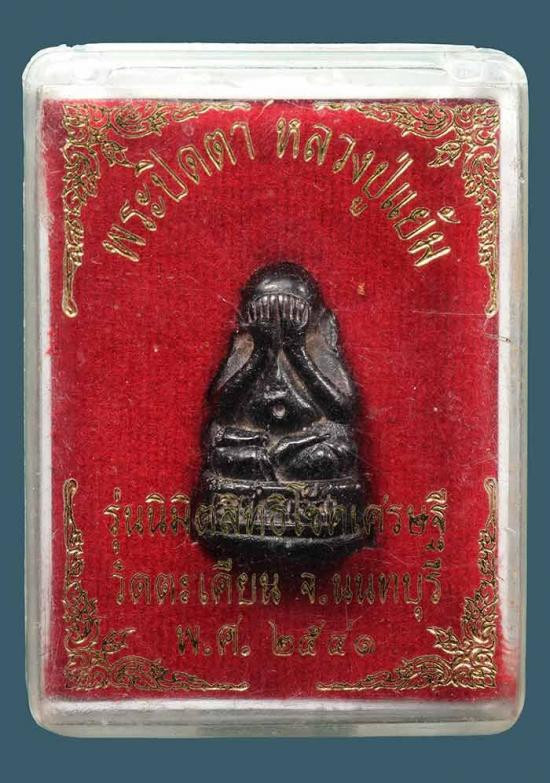 พระปิดตา หลวงปู่แย้ม
รุ่นนิมิตสิทธิโชคเศรษฐี
วัดตะเคียน จ.นนทบุรี
พ.ศ. ๒๕๔๑